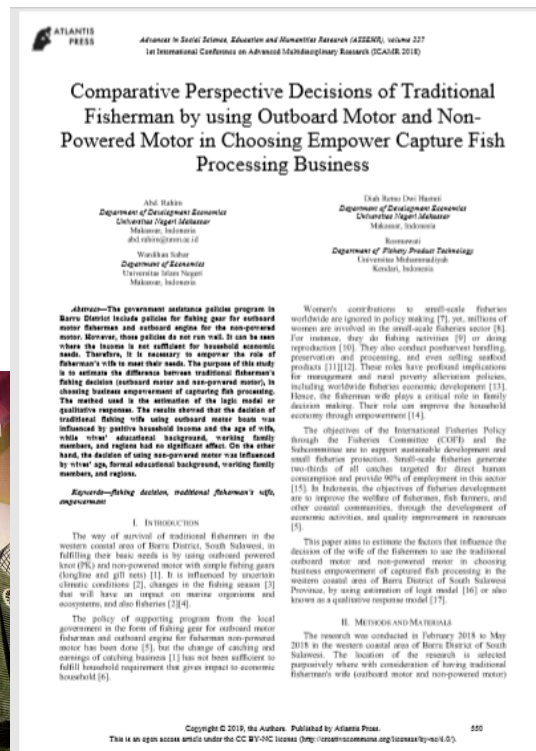 ATLANTIS
PRESS
Advances in Social Science, Education and Humanities Research (ASSEHR), volume 227
1st International Conference on Advanced Multidisciplinary Research (ICAMR 2018)
Comparative Perspective Decisions of Traditional
Fisherman by using Outboard Motor and Non-
Powered Motor in Choosing Empower Capture Fish
Processing Business
Abd. Rahim
Department of Development Economics
Universitas Negeri Makassar
Makassar, Indonesia
abd.rahim@unm.ac.id
Wardihan Sabar
Department of Economics
Universitas Islam Negeri
Makassar, Indonesia
Diah Retno Dwi Hastuti
Department of Development Economics
Universitas Negeri Makassar
Makassar, Indonesia
Rosmawati
Department of Fishery Product Technology
Universitas Muhammadiyah
Kendari, Indonesia
Abstract—The government assistance policies program in
Barru District include policies for fishing gear for outboard
motor fisherman and outboard engine for the non-powered
motor. However, those policies do not run well. It can be seen
where the income is not sufficient for household economic
needs. Therefore, it is necessary to empower the role of
fisherman's wife to meet their needs. The purpose of this study
is to estimate the difference between traditional fisherman's
fishing decision (outboard motor and non-powered motor), in
choosing business empowerment of capturing fish processing.
The method used is the estimation of the logit model or
qualitative responses. The results showed that the decision of
traditional fishing wife using outboard motor boats was
influenced by positive household income and the age of wife,
while wives' educational background, working family
members, and regions had no significant effect. On the other
hand, the decision of using non-powered motor was influenced
by wives' age, formal educational background, working family
members, and regions.
Keywords—fishing decision, traditional fisherman's wife,
empowerment
I. INTRODUCTION
The way of survival of traditional fishermen in the
western coastal area of Barru District, South Sulawesi, in
fulfilling their basic needs is by using outboard powered
knot (PK) and non-powered motor with simple fishing gears
(longline and gill nets) [1]. It is influenced by uncertain
climatic conditions [2], changes in the fishing season [3]
that will have an impact on marine organisms and
ecosystems, and also fisheries [2][4].
The policy of supporting program from the local
government in the form of fishing gear for outboard motor
fisherman and outboard engine for fisherman non-powered
motor has been done [5], but the change of catching and
earnings of catching business [1] has not been sufficient to
fulfill household requirement that gives impact to economic
household [6].
Women's contributions to small-scale fisheries
worldwide are ignored in policy making [7], yet, millions of
women are involved in the small-scale fisheries sector [8].
For instance, they do fishing activities [9] or doing
reproduction [10]. They also conduct postharvest handling,
preservation and processing, and even selling seafood
products [11][12]. These roles have profound implications
for management and rural poverty alleviation policies,
including worldwide fisheries economic development [13].
Hence, the fisherman wife plays a critical role in family
decision making. Their role can improve the household
economy through empowerment [14].
The objectives of the International Fisheries Policy
through the Fisheries Committee (COFI) and the
Subcommittee are to support sustainable development and
small fisheries protection. Small-scale fisheries generate
two-thirds of all catches targeted for direct human
consumption and provide 90% of employment in this sector
[15]. In Indonesia, the objectives of fisheries development
are to improve the welfare of fishermen, fish farmers, and
other coastal communities, through the development of
economic activities, and quality improvement in resources
[5].
This paper aims to estimate the factors that influence the
decision of the wife of the fishermen to use the traditional
outboard motor and non-powered motor in choosing
business empowerment of captured fish processing in the
western coastal area of Barru District of South Sulawesi
Province, by using estimation of logit model [16] or also
known as a qualitative response model [17].
II. METHODS AND MATERIALS
The research was conducted in February 2018 to May
2018 in the western coastal area of Barru District of South
Sulawesi. The location of the research is selected
purposively where with consideration of having traditional
fisherman's wife (outboard motor and non-powered motor)
Copyright © 2019, the Authors. Published by Atlantis Press.
This is an open access article under the CC BY-NC license (http://creativecommons.org/licenses/by-nc/4.0/).
550